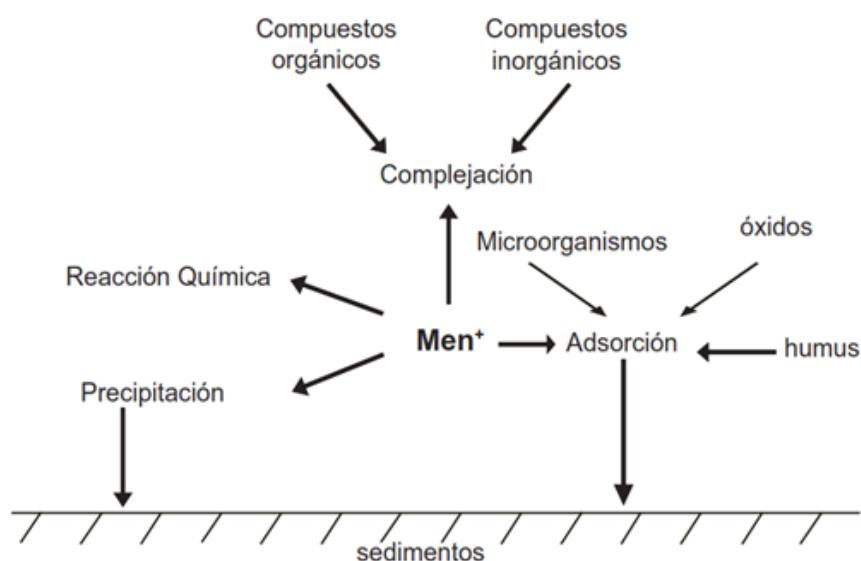 Compuestos
orgánicos
Compuestos
inorgánicos
Complejación
Microorganismos
óxidos
Reacción Química
Men⁺
Adsorción
humus
Precipitación
sedimentos